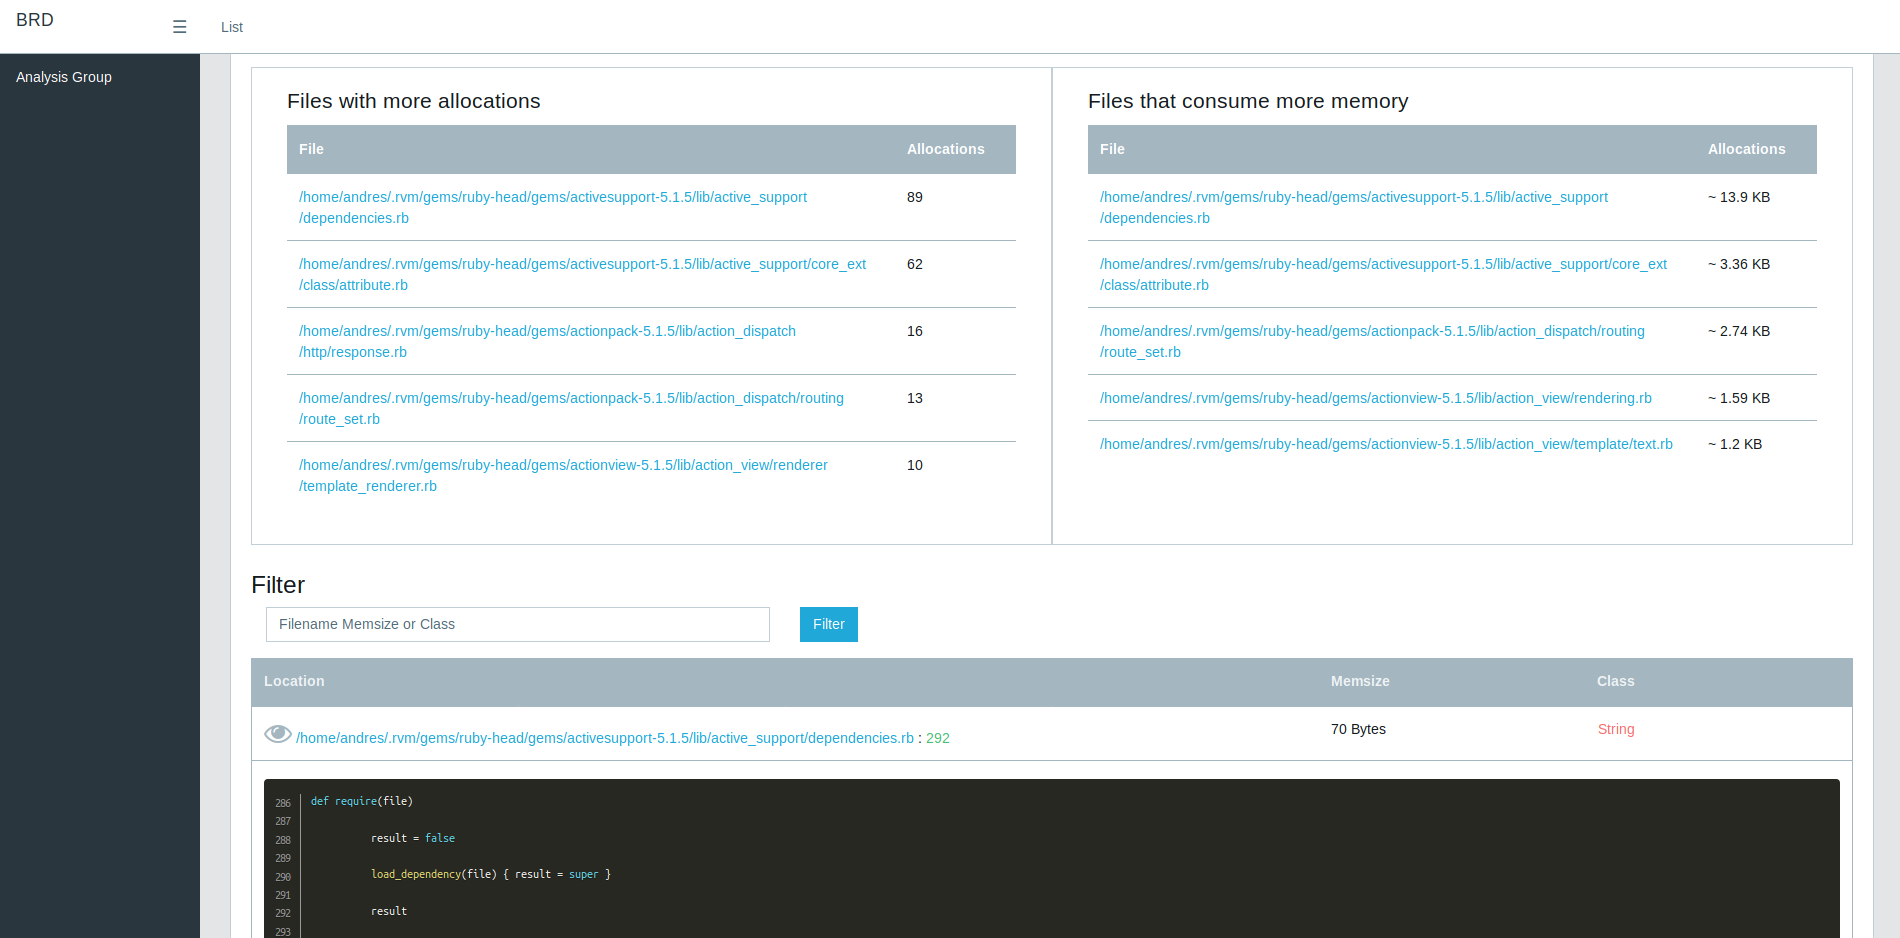 BRD
☰ List
Analysis Group
Files with more allocations
File Allocations
/home/andres/.rvm/gems/ruby-head/gems/activesupport-5.1.5/lib/active_support 89
/dependencies.rb
/home/andres/.rvm/gems/ruby-head/gems/activesupport-5.1.5/lib/active_support/core_ext 62
/class/attribute.rb
/home/andres/.rvm/gems/ruby-head/gems/actionpack-5.1.5/lib/action_dispatch 16
/http/response.rb
/home/andres/.rvm/gems/ruby-head/gems/actionpack-5.1.5/lib/action_dispatch/routing 13
/route_set.rb
/home/andres/.rvm/gems/ruby-head/gems/actionview-5.1.5/lib/action_view/renderer 10
/template_renderer.rb
Files that consume more memory
File Allocations
/home/andres/.rvm/gems/ruby-head/gems/activesupport-5.1.5/lib/active_support ~ 13.9 KB
/dependencies.rb
/home/andres/.rvm/gems/ruby-head/gems/activesupport-5.1.5/lib/active_support/core_ext ~ 3.36 KB
/class/attribute.rb
/home/andres/.rvm/gems/ruby-head/gems/actionpack-5.1.5/lib/action_dispatch/routing ~ 2.74 KB
/route_set.rb
/home/andres/.rvm/gems/ruby-head/gems/actionview-5.1.5/lib/action_view/rendering.rb ~ 1.59 KB
/home/andres/.rvm/gems/ruby-head/gems/actionview-5.1.5/lib/action_view/template/text.rb ~ 1.2 KB
Filter
Filename Memsize or Class Filter
Location Memsize Class
/home/andres/.rvm/gems/ruby-head/gems/activesupport-5.1.5/lib/active_support/dependencies.rb : 292 70 Bytes String
286 def require(file)
287
288 result = false
289
290 load_dependency(file) { result = super }
291
292 result
293